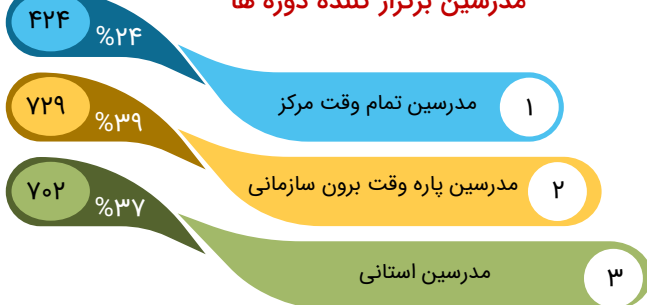 مدرسین برگزار کننده دوره ها
۱ مدرسین تمام وقت مرکز %۲۴ ۴۲۴
۲ مدرسین پاره وقت برون سازمانی %۳۹ ۷۲۹
۳ مدرسین استانی %۳۷ ۷۰۲